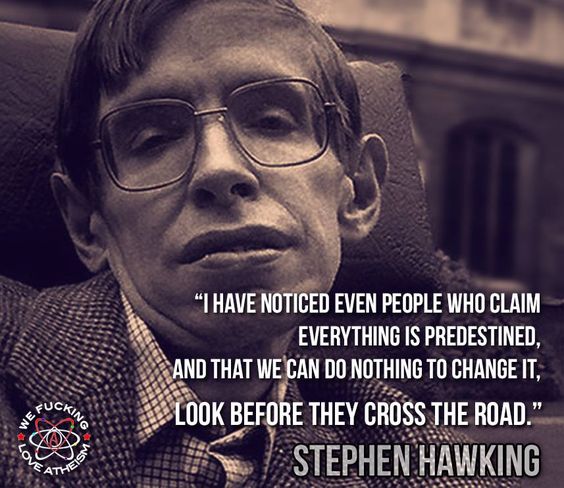 “I HAVE NOTICED EVEN PEOPLE WHO CLAIM
EVERYTHING IS PREDESTINED,
AND THAT WE CAN DO NOTHING TO CHANGE IT,
LOOK BEFORE THEY CROSS THE ROAD.”
STEPHEN HAWKING
WE FUCKING
LOVE ATHEISM
A